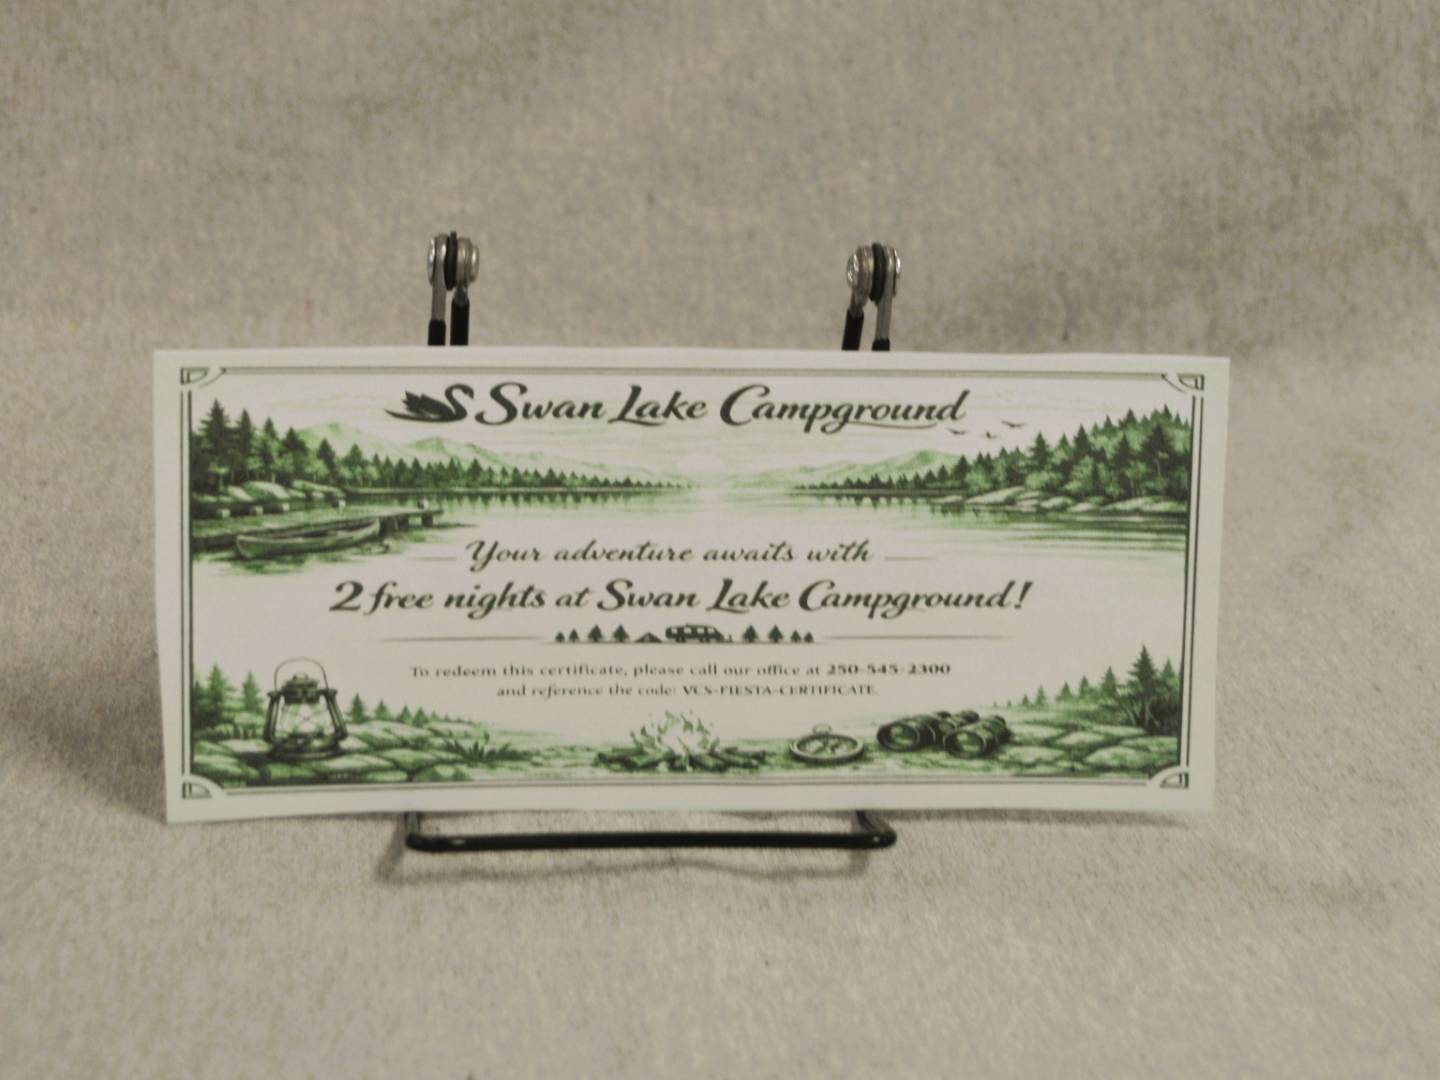 Swan Lake Campground
Your adventure awaits with
2 free nights at Swan Lake Campground!
To redeem this certificate, please call our office at 250-545-2300
and reference the code: VCS-FIESTA-CERTIFICATE.